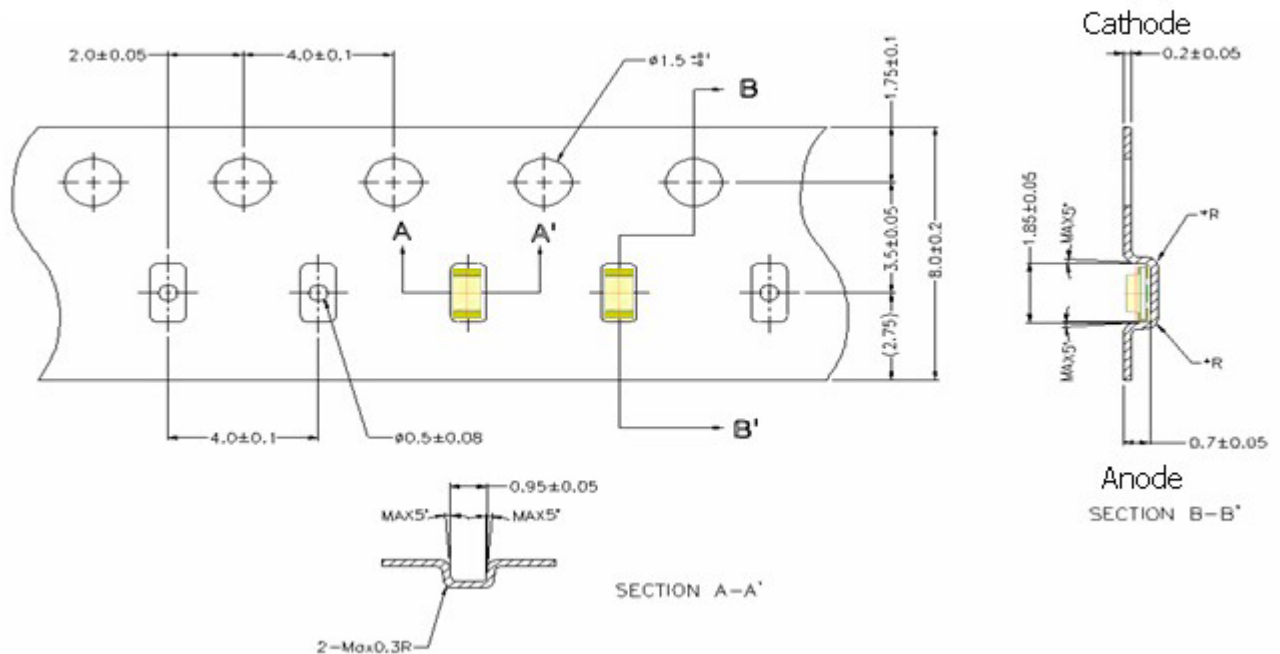 Cathode
2.0±0.05
4.0±0.1
ø1.5
B
1.75±0.1
0.2±0.05
A
A'
3.5±0.05
8.0±0.2
(2.75)
1.85±0.05
MAX5°
MAX5°
*R
*R
4.0±0.1
ø0.5±0.08
B'
0.7±0.05
Anode
SECTION B-B'
0.95±0.05
MAX5°
MAX5°
SECTION A-A'
2-Max0.3R